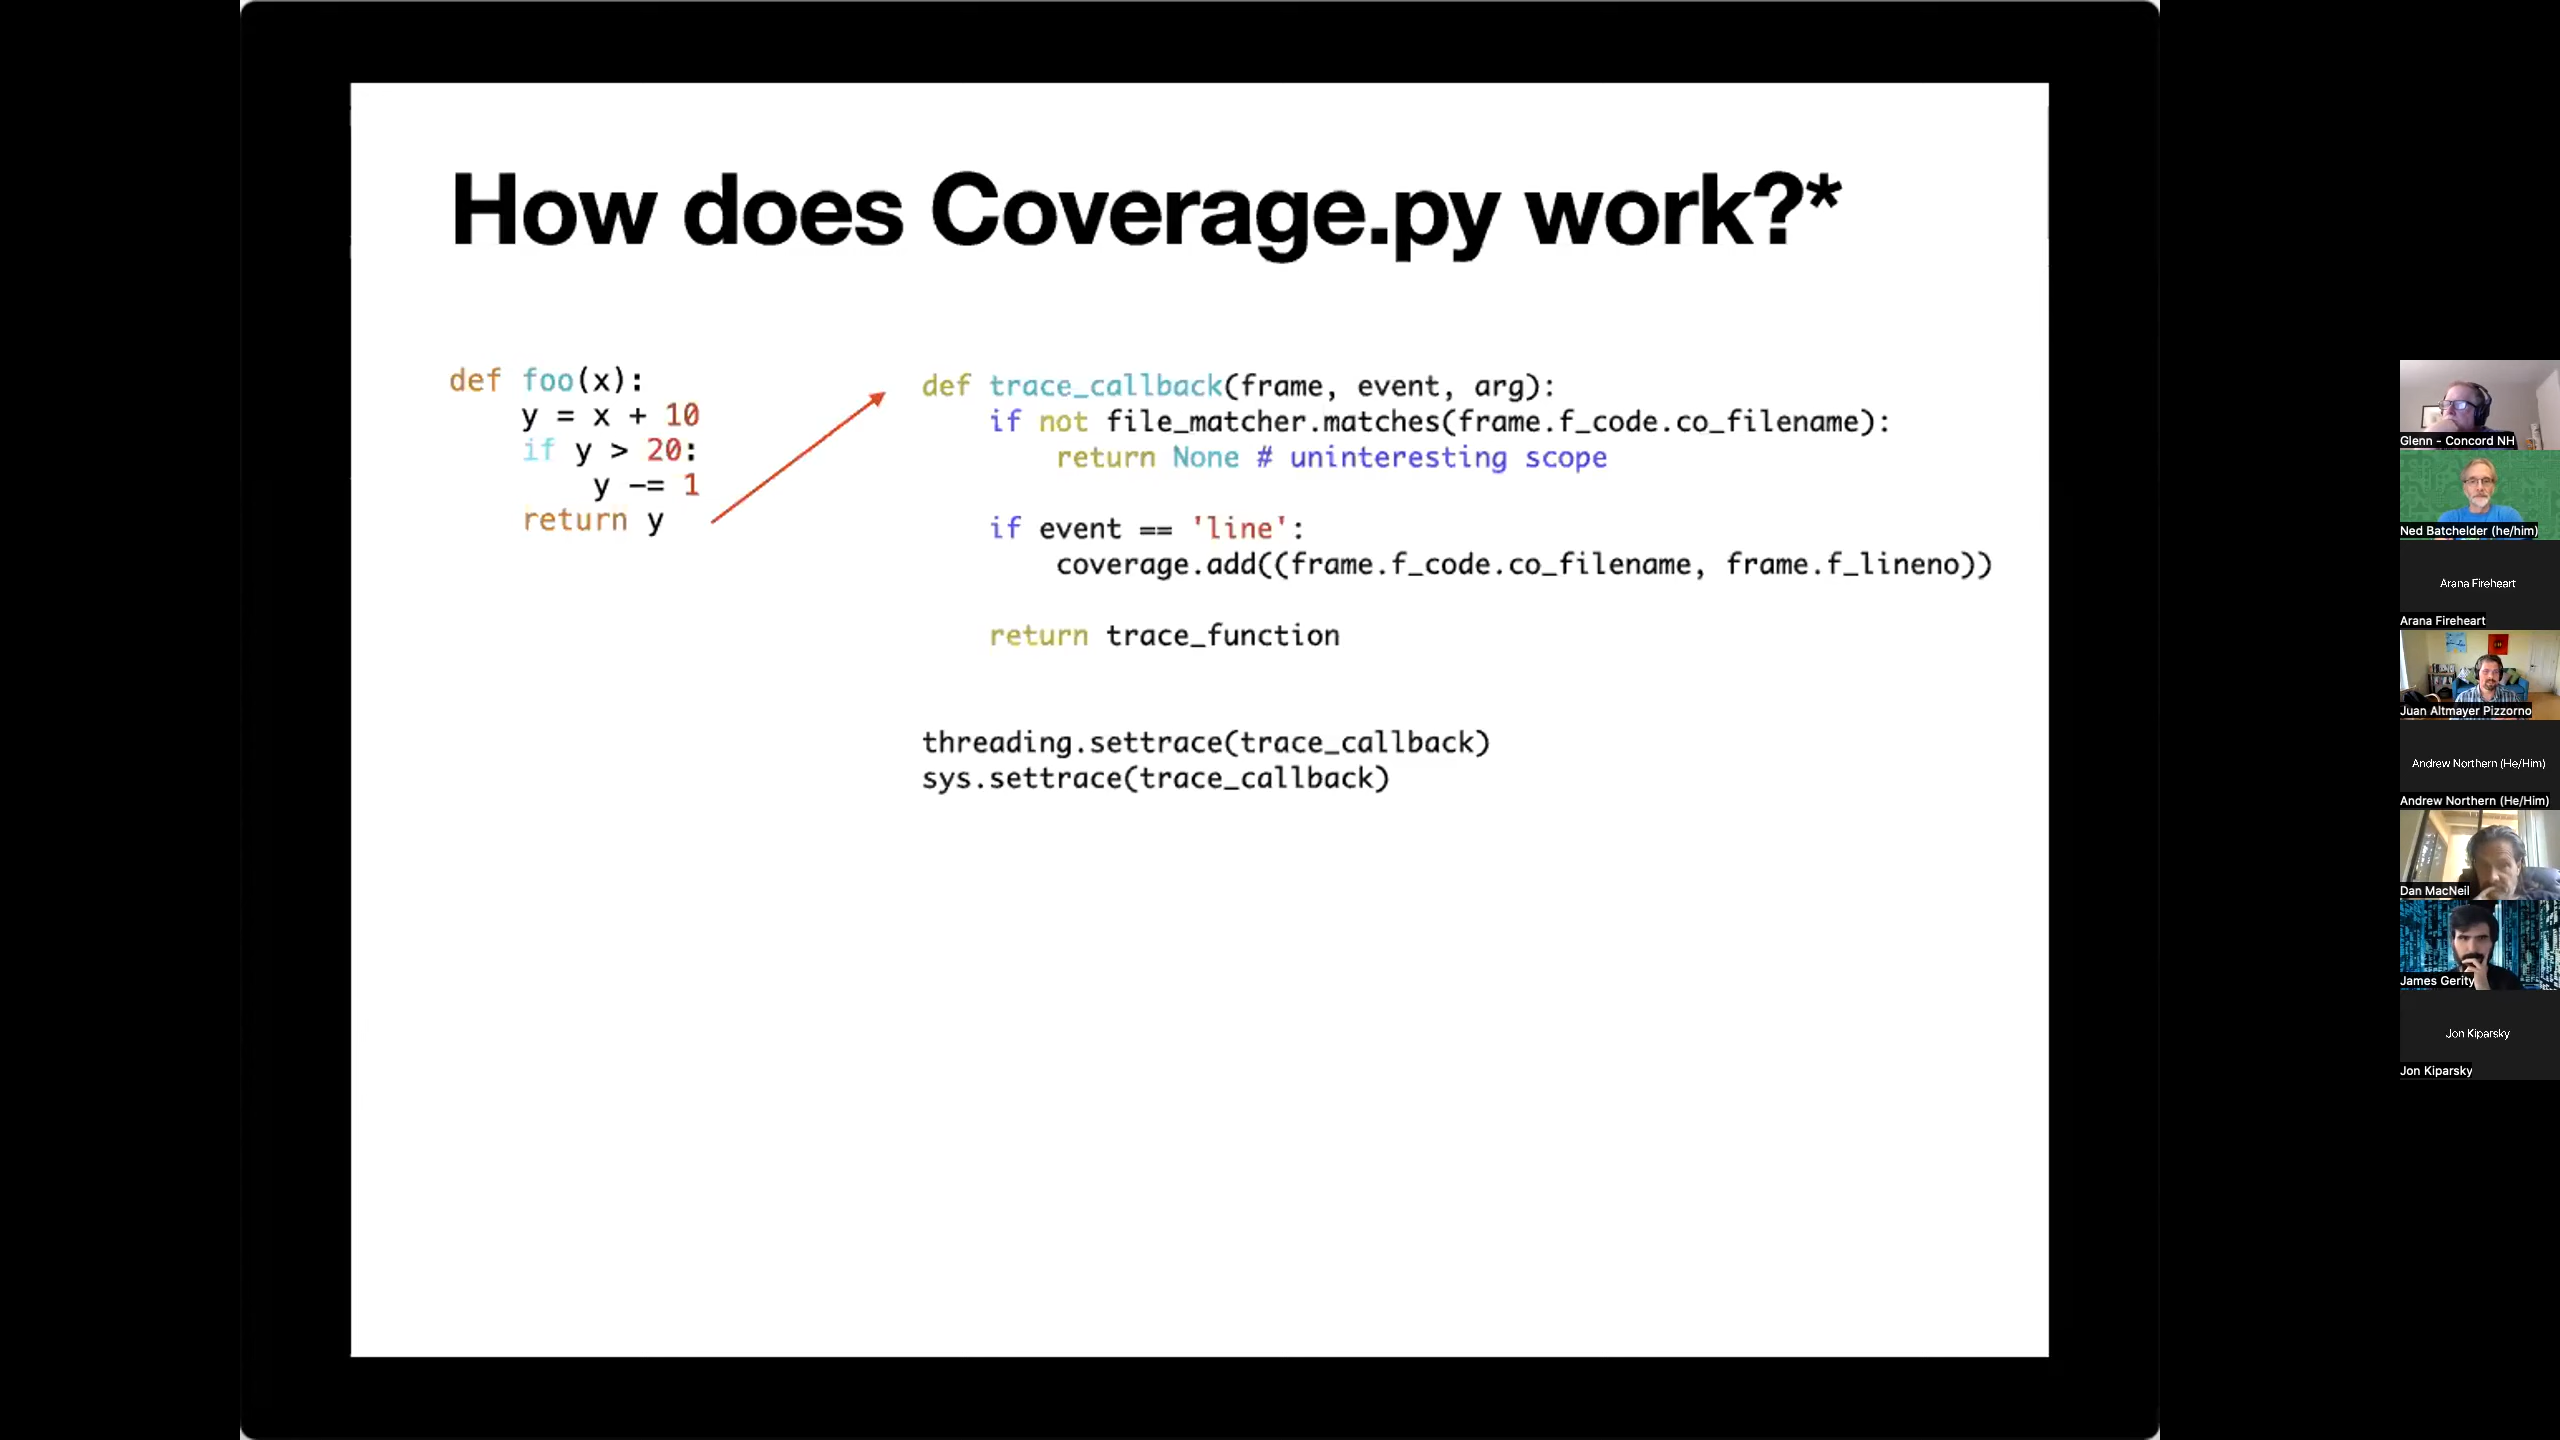 How does Coverage.py work?*
def foo(x):
    y = x + 10
    if y > 20:
        y -= 1
    return y
def trace_callback(frame, event, arg):
    if not file_matcher.matches(frame.f_code.co_filename):
        return None # uninteresting scope
    if event == 'line':
        coverage.add((frame.f_code.co_filename, frame.f_lineno))
    return trace_function
threading.settrace(trace_callback)
sys.settrace(trace_callback)
Glenn - Concord NH
Ned Batchelder (he/him)
Arana Fireheart
Arana Fireheart
Juan Altmayer Pizzorno
Andrew Northern (He/Him)
Andrew Northern (He/Him)
Dan MacNeil
James Gerity
Jon Kiparsky
Jon Kiparsky